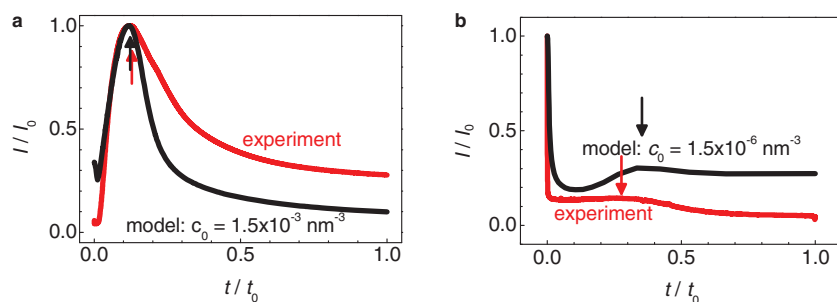 a
1.0
0.5
0.0
I / I₀
experiment
model: c₀ = 1.5x10⁻³ nm⁻³
0.0
0.5
1.0
t / t₀
b
1.0
0.5
0.0
I / I₀
model: c₀ = 1.5x10⁻⁶ nm⁻³
experiment
0.0
0.5
1.0
t / t₀